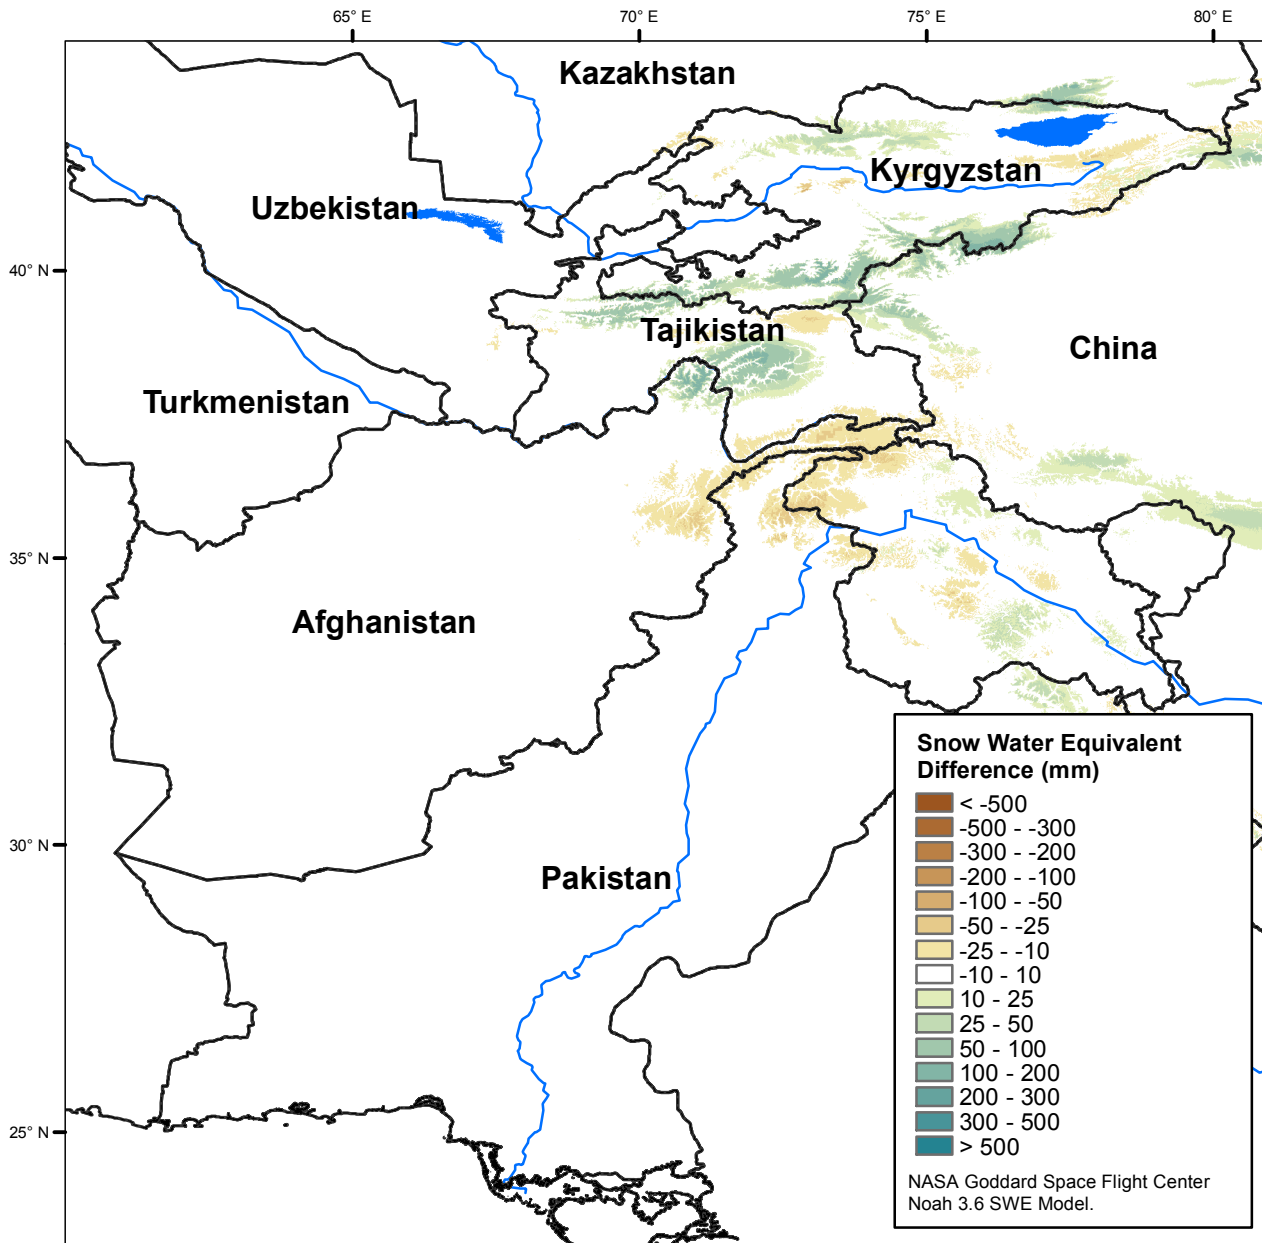 65° E
70° E
75° E
80° E
Kazakhstan
Kyrgyzstan
Uzbekistan
40° N
Tajikistan
China
Turkmenistan
35° N
Afghanistan
Snow Water Equivalent
Difference (mm)
< -500
-500 - -300
30° N
-300 - -200
-200 - -100
Pakistan
-100 - -50
-50 - -25
-25 - -10
-10 - 10
10 - 25
25 - 50
50 - 100
100 - 200
200 - 300
300 - 500
25° N
> 500
NASA Goddard Space Flight Center
Noah 3.6 SWE Model.